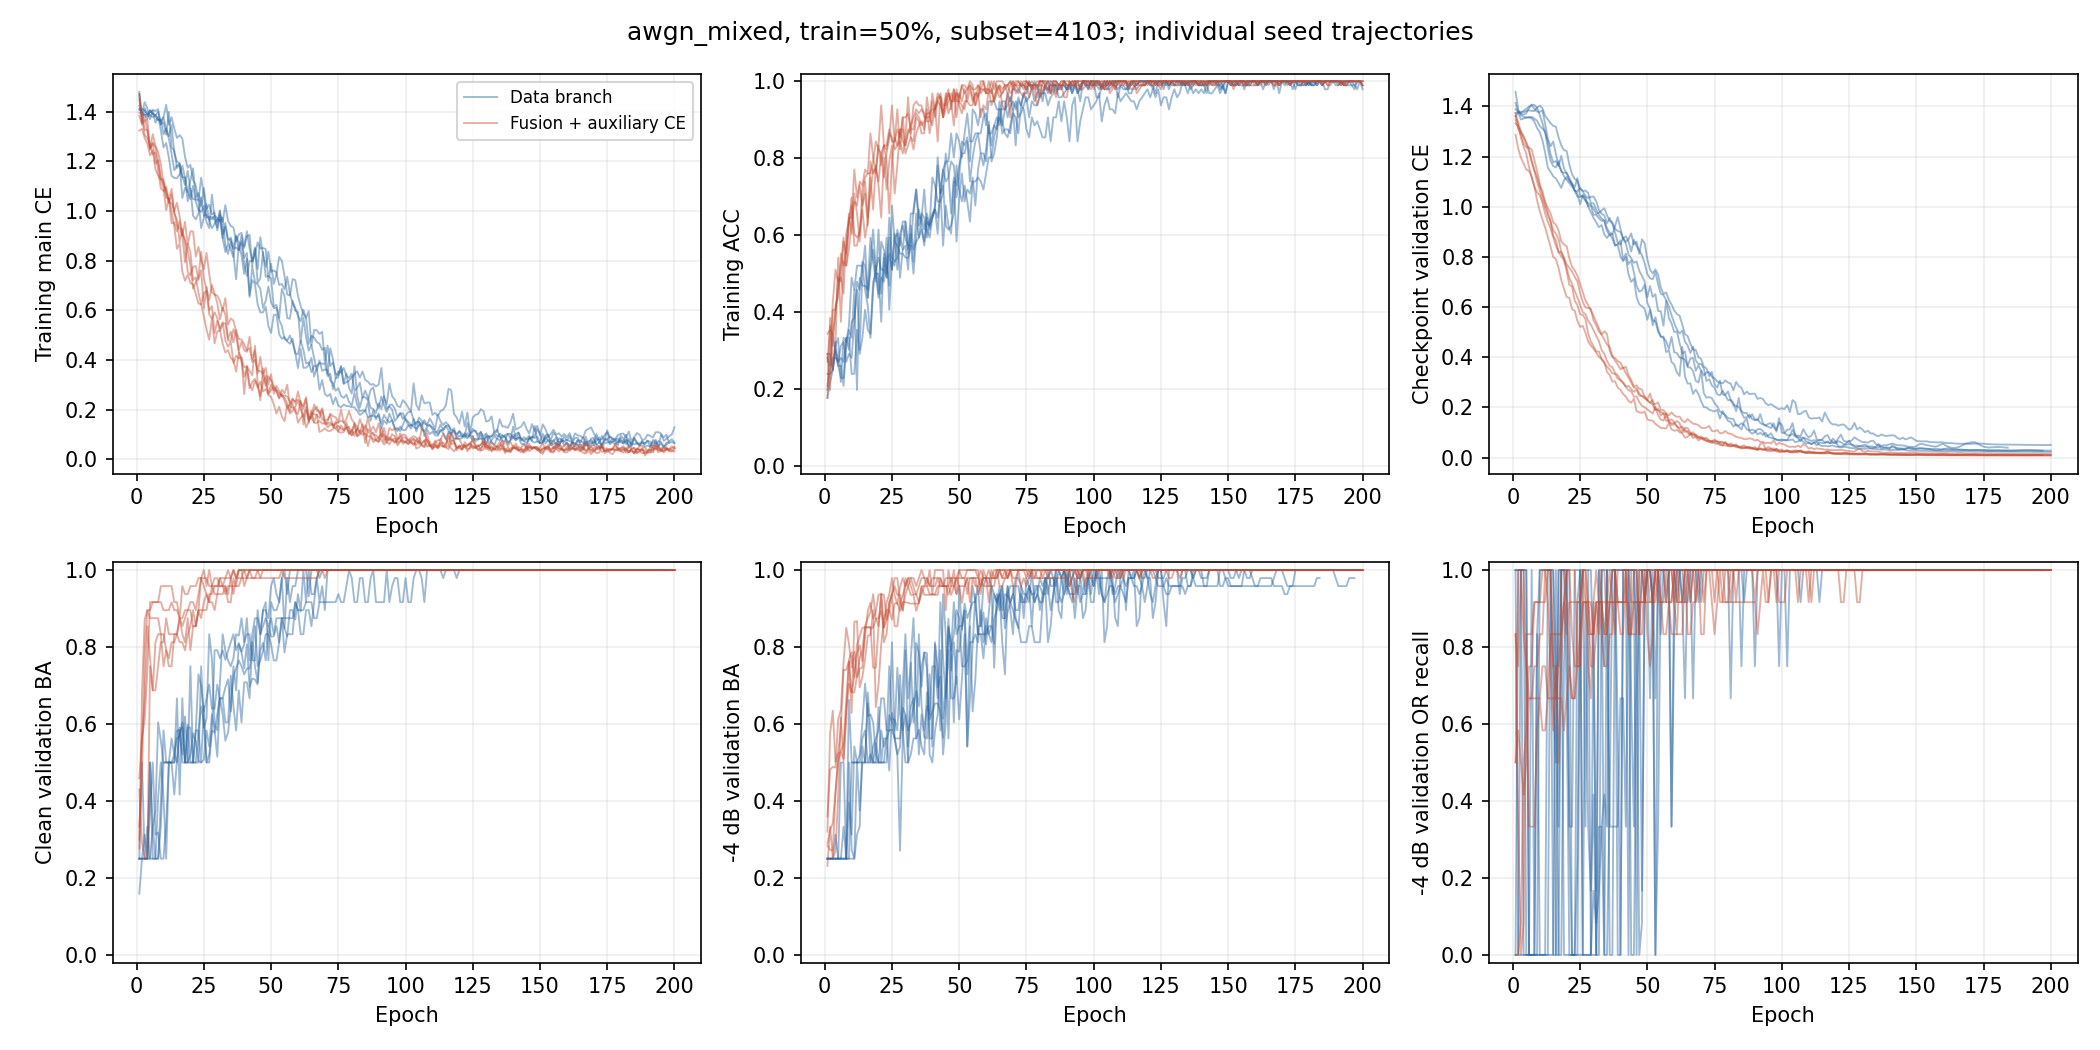 awgn_mixed, train=50%, subset=4103; individual seed trajectories
Training main CE
1.4
1.2
1.0
0.8
0.6
0.4
0.2
0.0
Data branch
Fusion + auxiliary CE
0 25 50 75 100 125 150 175 200
Epoch
Training ACC
1.0
0.8
0.6
0.4
0.2
0.0
0 25 50 75 100 125 150 175 200
Epoch
Checkpoint validation CE
1.4
1.2
1.0
0.8
0.6
0.4
0.2
0.0
0 25 50 75 100 125 150 175 200
Epoch
Clean validation BA
1.0
0.8
0.6
0.4
0.2
0.0
0 25 50 75 100 125 150 175 200
Epoch
-4 dB validation BA
1.0
0.8
0.6
0.4
0.2
0.0
0 25 50 75 100 125 150 175 200
Epoch
-4 dB validation OR recall
1.0
0.8
0.6
0.4
0.2
0.0
0 25 50 75 100 125 150 175 200
Epoch